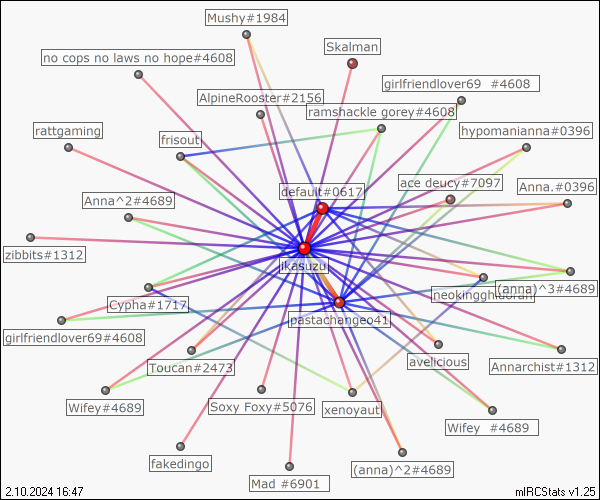 Mushy#1984
Skalman
no cops no laws no hope#4608
girlfriendlover69  #4608
AlpineRooster#2156
ramshackle gorey#4608
rattgaming
frisout
hypomanianna#0396
default#0617
ace deucy#7097
Anna^2#4689
Anna.#0396
zibbits#1312
jkasuzu
neokingghidorah
(anna)^3#4689
Cypha#1717
pastachangeo41
girlfriendlover69#4608
Toucan#2473
avelicious
Annarchist#1312
Wifey#4689
Soxy Foxy#5076
xenoyaut
Wifey  #4689
fakedingo
Mad #6901
(anna)^2#4689
2.10.2024 16:47
mIRCStats v1.25